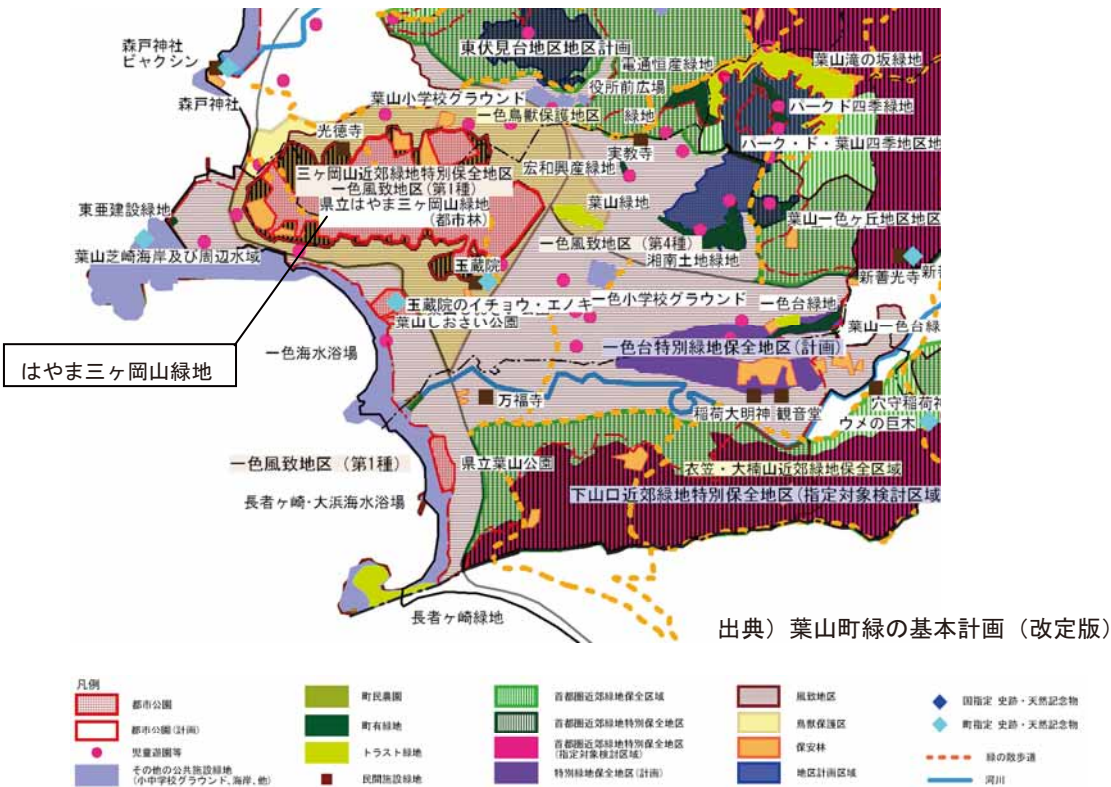 森戸神社
ビャクシン
森戸神社
東伏見台地区地区計画
電通恒産緑地
葉山滝の坂緑地
役所前広場
葉山小学校グラウンド
一色鳥獣保護地区
緑地
パークド四季緑地
光徳寺
実教寺
パーク・ド・葉山四季地区地
宏和興産緑地
三ヶ岡山近郊緑地特別保全地区
一色風致地区(第1種)
県立はやま三ヶ岡山緑地
(都市林)
葉山緑地
東亜建設緑地
葉山一色ヶ丘地区地区
一色風致地区(第4種)
葉山芝崎海岸及び周辺水域
湘南土地緑地
玉蔵院
新善光寺
新善
玉蔵院のイチョウ・エノキ
一色小学校グラウンド
一色台緑地
葉山しおさい公園
葉山一色台緑
一色海水浴場
一色台特別緑地保全地区(計画)
はやま三ヶ岡山緑地
万福寺
稲荷大明神
観音堂
穴守稲荷神
ウメの巨木
一色風致地区(第1種)
県立葉山公園
衣笠・大楠山近郊緑地保全区域
長者ヶ崎・大浜海水浴場
下山口近郊緑地特別保全地区(指定対象検討区域
長者ヶ崎緑地
出典)葉山町緑の基本計画(改定版)
凡例
都市公園
都市公園(計画)
児童遊園等
その他の公共施設緑地
(小中学校グラウンド、海岸、他)
町民農園
町有緑地
トラスト緑地
民間施設緑地
首都圏近郊緑地保全区域
首都圏近郊緑地特別保全地区
首都圏近郊緑地特別保全地区
(指定対象検討区域)
特別緑地保全地区(計画)
風致地区
鳥獣保護区
保安林
地区計画区域
国指定 史跡・天然記念物
町指定 史跡・天然記念物
緑の散歩道
河川